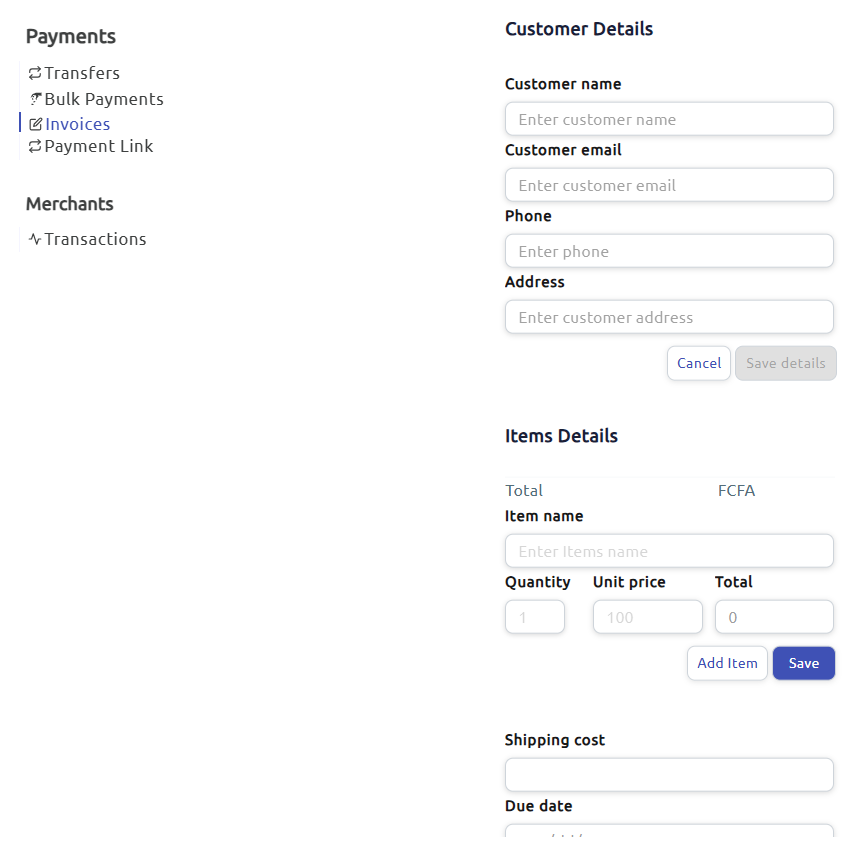 Payments
Transfers
Bulk Payments
Invoices
Payment Link
Merchants
Transactions
Customer Details
Customer name
Enter customer name
Customer email
Enter customer email
Phone
Enter phone
Address
Enter customer address
Cancel Save details
Items Details
Total FCFA
Item name
Enter Items name
Quantity Unit price Total
1 100 0
Add Item Save
Shipping cost
Due date